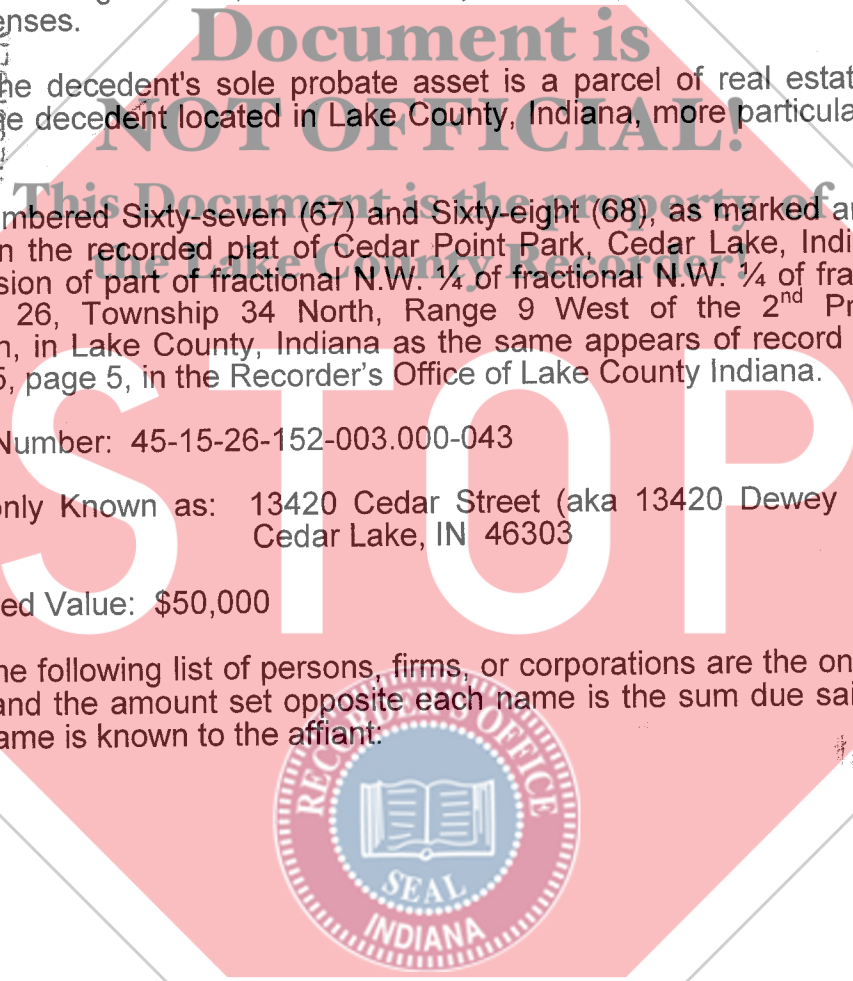 enses.
Document is
he decedent's sole probate asset is a parcel of real estat
NOT OFFICIAL!
e decedent located in Lake County, Indiana, more particula
This Document is the property of
mbered Sixty-seven (67) and Sixty-eight (68), as marked a
n the recorded plat of Cedar Point Park, Cedar Lake, Indi
the Lake County Recorder!
sion of part of fractional N.W. ¼ of fractional N.W. ¼ of fra
26, Township 34 North, Range 9 West of the 2nd Pr
n, in Lake County, Indiana as the same appears of record
5, page 5, in the Recorder's Office of Lake County Indiana.
STOP
Number: 45-15-26-152-003.000-043
only Known as: 13420 Cedar Street (aka 13420 Dewey
Cedar Lake, IN 46303
ed Value: $50,000
he following list of persons, firms, or corporations are the on
and the amount set opposite each name is the sum due sai
ame is known to the affiant:
RECORDER'S OFFICE
SEAL
INDIANA